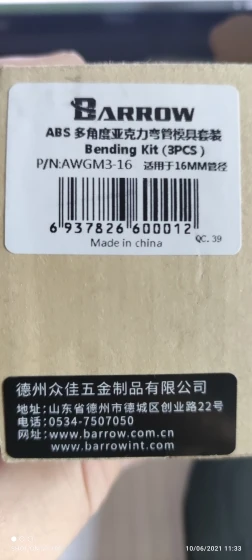 BARROW
ABS 多角度亚克力弯管模具套装
Bending Kit (3PCS)
P/N:AWGM3-16 适用于16MM管径
6 937826 600012
Made in china
QC. 39
德州众佳五金制品有限公司
地址:山东省德州市德城区创业路22号
电话:0534-7507050
网址:www.barrow.com.cn
www.barrowint.com
10/06/2021 11:33